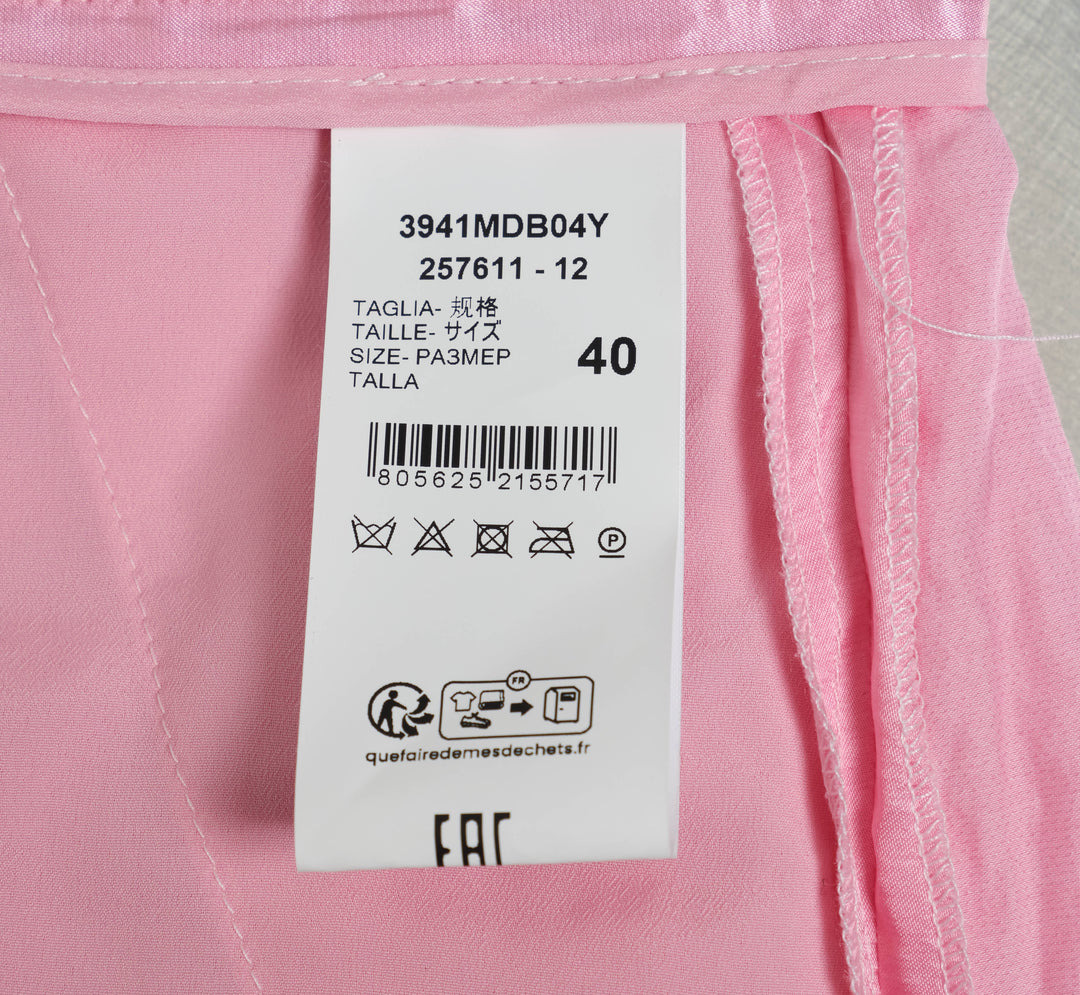 3941MDB04Y
257611 - 12
TAGLIA- 规格
TAILLE- サイズ
SIZE- РАЗМЕР
TALLA
40
805625 2155717
P
FR
quefairedemesdechets.fr
EAC